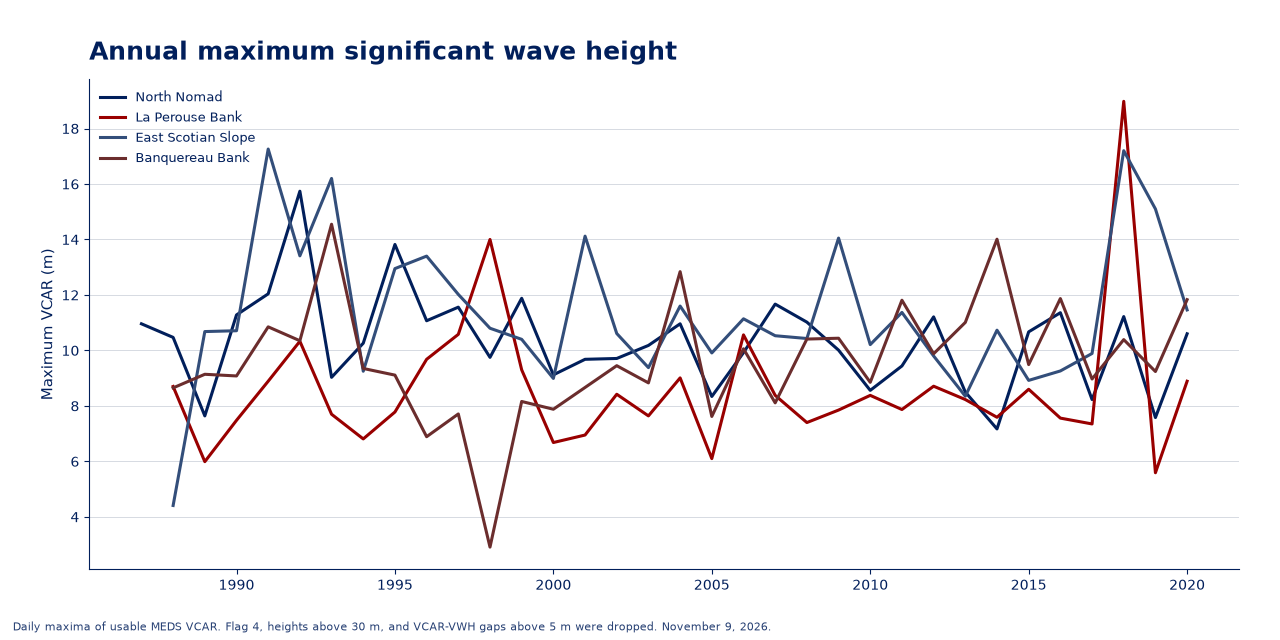 Annual maximum significant wave height
North Nomad
La Perouse Bank
East Scotian Slope
Banquereau Bank
Maximum VCAR (m)
18
16
14
12
10
8
6
4
1990 1995 2000 2005 2010 2015 2020
Daily maxima of usable MEDS VCAR. Flag 4, heights above 30 m, and VCAR-VWH gaps above 5 m were dropped. November 9, 2026.